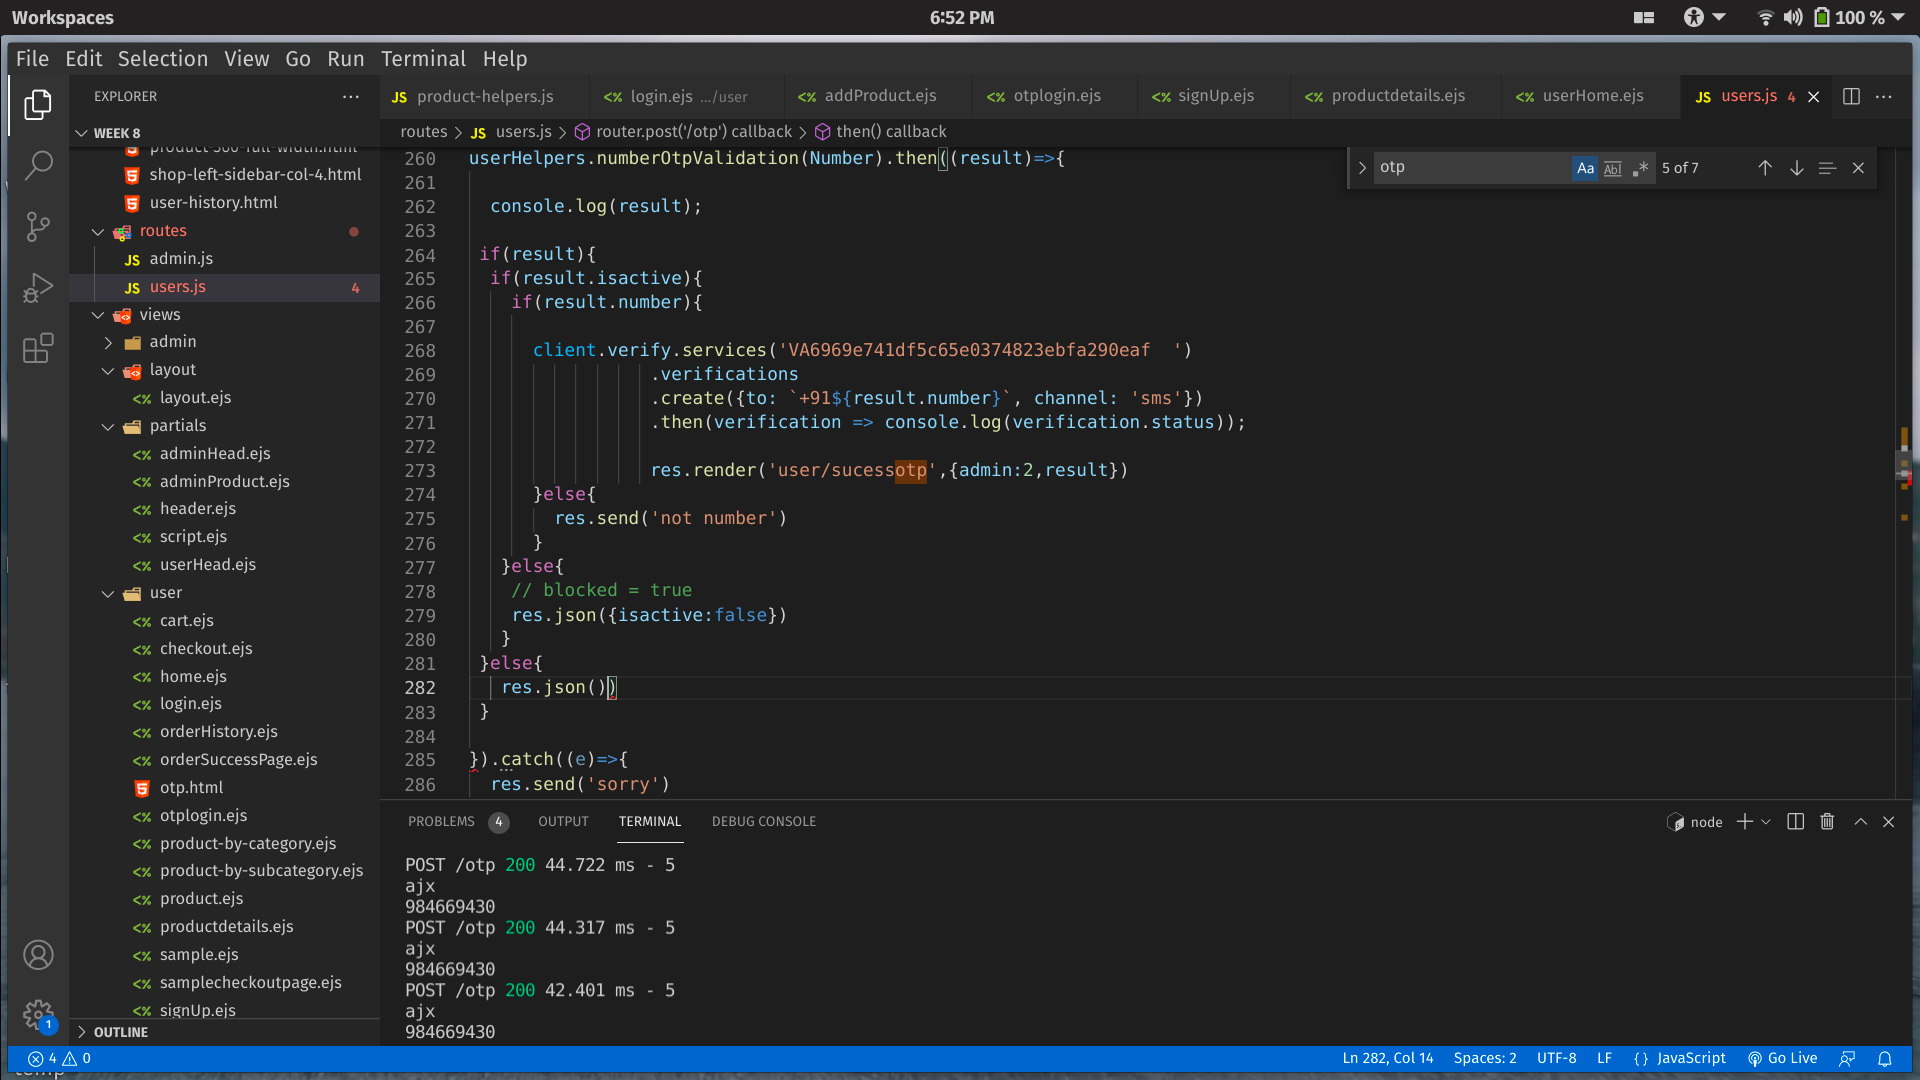 Workspaces
6:52 PM
100 %
File Edit Selection View Go Run Terminal Help
EXPLORER
WEEK 8
product-360-full-width.html
shop-left-sidebar-col-4.html
user-history.html
routes
admin.js
users.js 4
views
admin
layout
layout.ejs
partials
adminHead.ejs
adminProduct.ejs
header.ejs
script.ejs
userHead.ejs
user
cart.ejs
checkout.ejs
home.ejs
login.ejs
orderHistory.ejs
orderSuccessPage.ejs
otp.html
otplogin.ejs
product-by-category.ejs
product-by-subcategory.ejs
product.ejs
productdetails.ejs
sample.ejs
samplecheckoutpage.ejs
signUp.ejs
OUTLINE
1
JS product-helpers.js <% login.ejs .../user <% addProduct.ejs <% otplogin.ejs <% signUp.ejs <% productdetails.ejs <% userHome.ejs JS users.js 4
routes > JS users.js > router.post('/otp') callback > then() callback
otp Aa Abl .* 5 of 7
260 userHelpers.numberOtpValidation(Number).then((result)=>{
261
262 console.log(result);
263
264 if(result){
265 if(result.isactive){
266 if(result.number){
267
268 client.verify.services('VA6969e741df5c65e0374823ebfa290eaf  ')
269 .verifications
270 .create({to: `+91${result.number}`, channel: 'sms'})
271 .then(verification => console.log(verification.status));
272
273 res.render('user/sucessotp',{admin:2,result})
274 }else{
275 res.send('not number')
276 }
277 }else{
278 // blocked = true
279 res.json({isactive:false})
280 }
281 }else{
282 res.json())
283 }
284
285 }).catch((e)=>{
286 res.send('sorry')
PROBLEMS 4 OUTPUT TERMINAL DEBUG CONSOLE
node
POST /otp 200 44.722 ms - 5
ajx
984669430
POST /otp 200 44.317 ms - 5
ajx
984669430
POST /otp 200 42.401 ms - 5
ajx
984669430
4 0
Ln 282, Col 14 Spaces: 2 UTF-8 LF {} JavaScript Go Live
temp